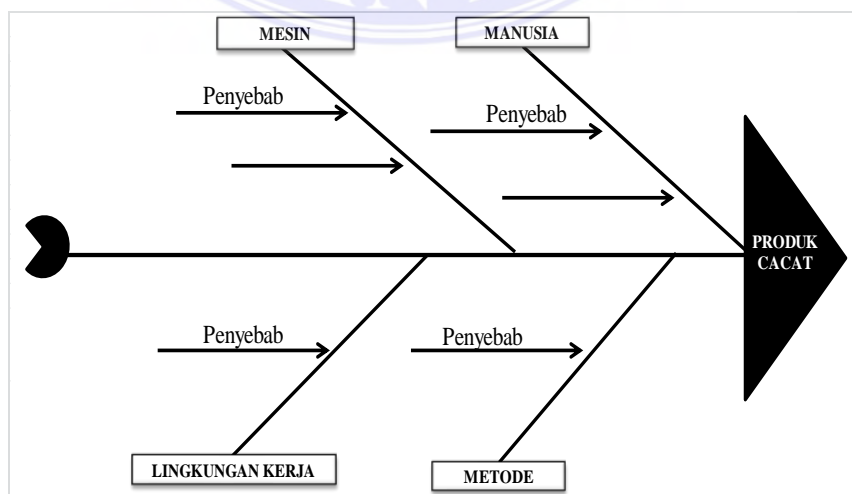 MESIN
MANUSIA
Penyebab
Penyebab
PRODUK
CACAT
Penyebab
Penyebab
LINGKUNGAN KERJA
METODE